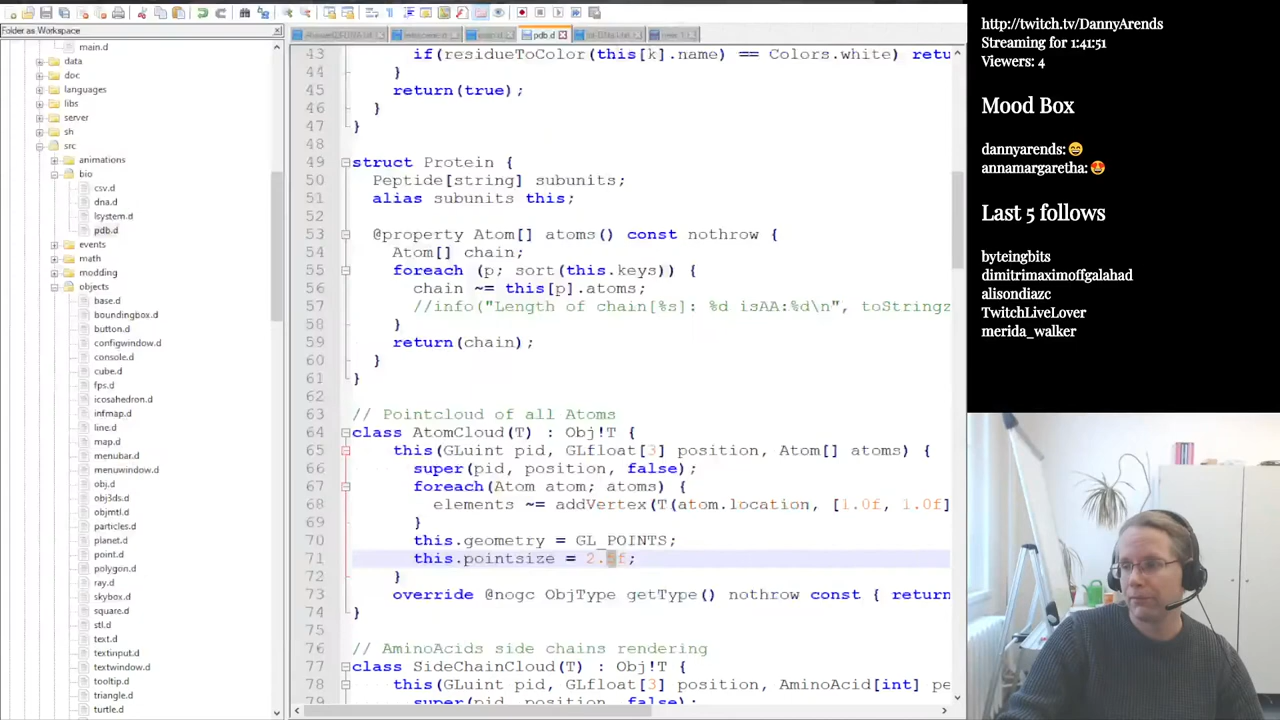 Folder as Workspace
main.d
data
doc
languages
libs
server
sh
src
animations
bio
csv.d
dna.d
lsystem.d
pdb.d
events
math
modding
objects
base.d
boundingbox.d
button.d
configwindow.d
console.d
cube.d
fps.d
icosahedron.d
infmap.d
line.d
map.d
menubar.d
menuwindow.d
obj.d
obj3ds.d
objmtl.d
particles.d
planet.d
point.d
polygon.d
ray.d
skybox.d
square.d
stl.d
text.d
textinput.d
textwindow.d
tooltip.d
triangle.d
turtle.d
pdb.d
43 if(residueToColor(this[k].name) == Colors.white) retu
44 }
45 return(true);
46 }
47 }
48
49 struct Protein {
50 Peptide[string] subunits;
51 alias subunits this;
52
53 @property Atom[] atoms() const nothrow {
54 Atom[] chain;
55 foreach (p; sort(this.keys)) {
56 chain ~= this[p].atoms;
57 //info("Length of chain[%s]: %d isAA:%d\n", toStringz
58 }
59 return(chain);
60 }
61 }
62
63 // Pointcloud of all Atoms
64 class AtomCloud(T) : Obj!T {
65 this(GLuint pid, GLfloat[3] position, Atom[] atoms) {
66 super(pid, position, false);
67 foreach(Atom atom; atoms) {
68 elements ~= addVertex(T(atom.location, [1.0f, 1.0f]
69 }
70 this.geometry = GL_POINTS;
71 this.pointsize = 2. f;
72 }
73 override @nogc ObjType getType() nothrow const { return
74 }
75
76 // AminoAcids side chains rendering
77 class SideChainCloud(T) : Obj!T {
78 this(GLuint pid, GLfloat[3] position, AminoAcid[int] pe
79 super(pid, position, false);
http://twitch.tv/DannyArends
Streaming for 1:41:51
Viewers: 4
Mood Box
dannyarends: 😄
annamargaretha: 😍
Last 5 follows
byteingbits
dimitrimaximoffgalahad
alisondiazc
TwitchLiveLover
merida_walker